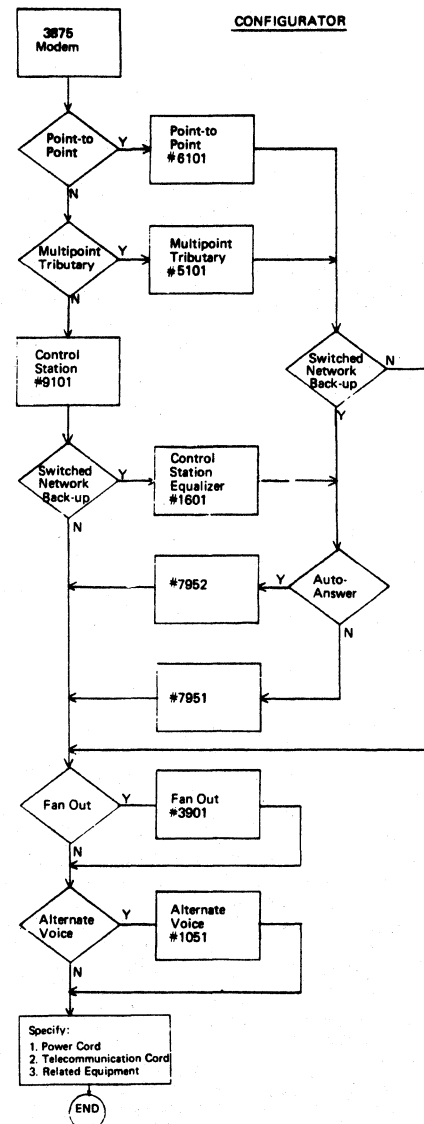 CONFIGURATOR
3875
Modem
Point-to
Point
Y
N
Point-to
Point
#6101
Multipoint
Tributary
Y
N
Multipoint
Tributary
#5101
Control
Station
#9101
Switched
Network
Back-up
N
Y
Switched
Network
Back-up
Y
N
Control
Station
Equalizer
#1601
Auto-
Answer
Y
N
#7952
#7951
Fan Out
Y
N
Fan Out
#3901
Alternate
Voice
Y
N
Alternate
Voice
#1051
Specify:
1. Power Cord
2. Telecommunication Cord
3. Related Equipment
END